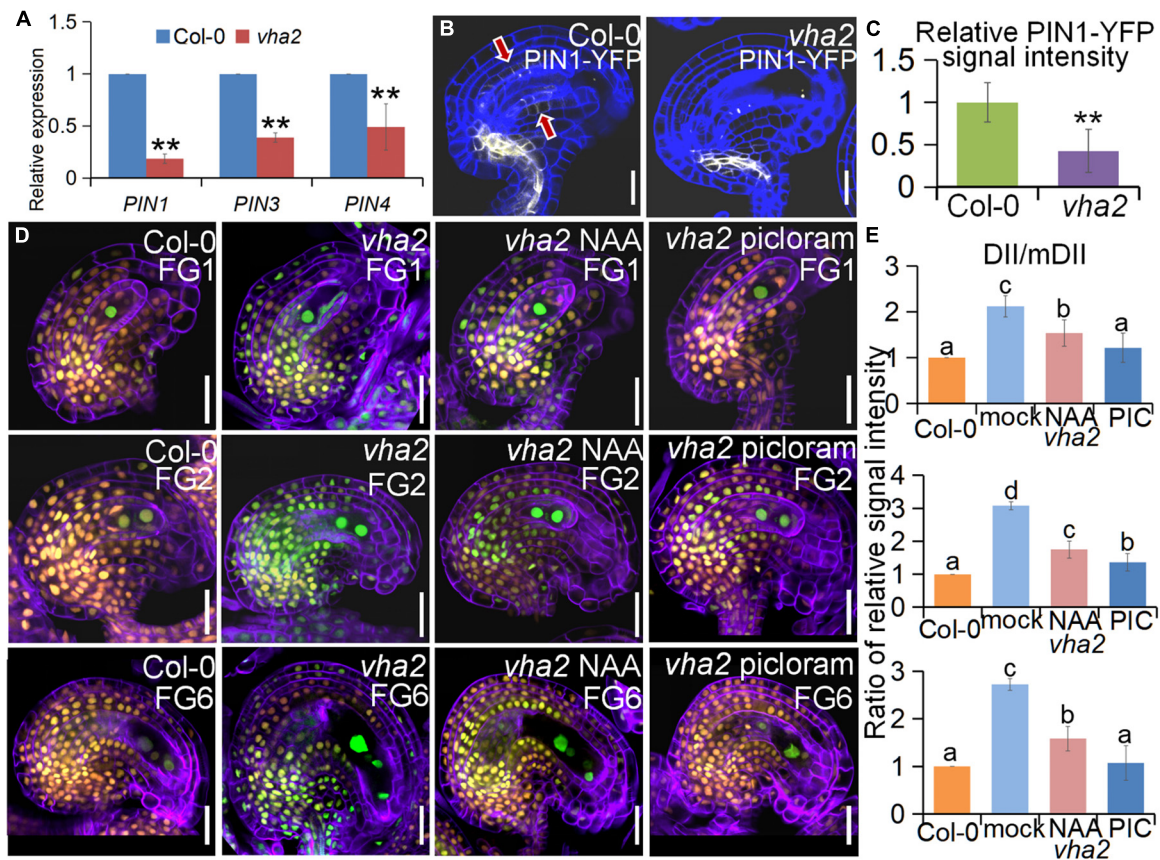 A
1.5
1
0.5
0
Relative expression
Col-0 vha2
** ** **
PIN1 PIN3 PIN4
B
Col-0
PIN1-YFP
vha2
PIN1-YFP
C
Relative PIN1-YFP
signal intensity
1.5
1
0.5
0
**
Col-0 vha2
D
Col-0
FG1
vha2
FG1
vha2 NAA
FG1
vha2 picloram
FG1
Col-0
FG2
vha2
FG2
vha2 NAA
FG2
vha2 picloram
FG2
Col-0
FG6
vha2
FG6
vha2 NAA
FG6
vha2 picloram
FG6
E
Ratio of relative signal intensity
DII/mDII
3
2
1
0
a c b a
Col-0 mock NAA PIC
vha2
4
3
2
1
0
a d c b
Col-0 mock NAA PIC
vha2
3
2
1
0
a c b a
Col-0 mock NAA PIC
vha2